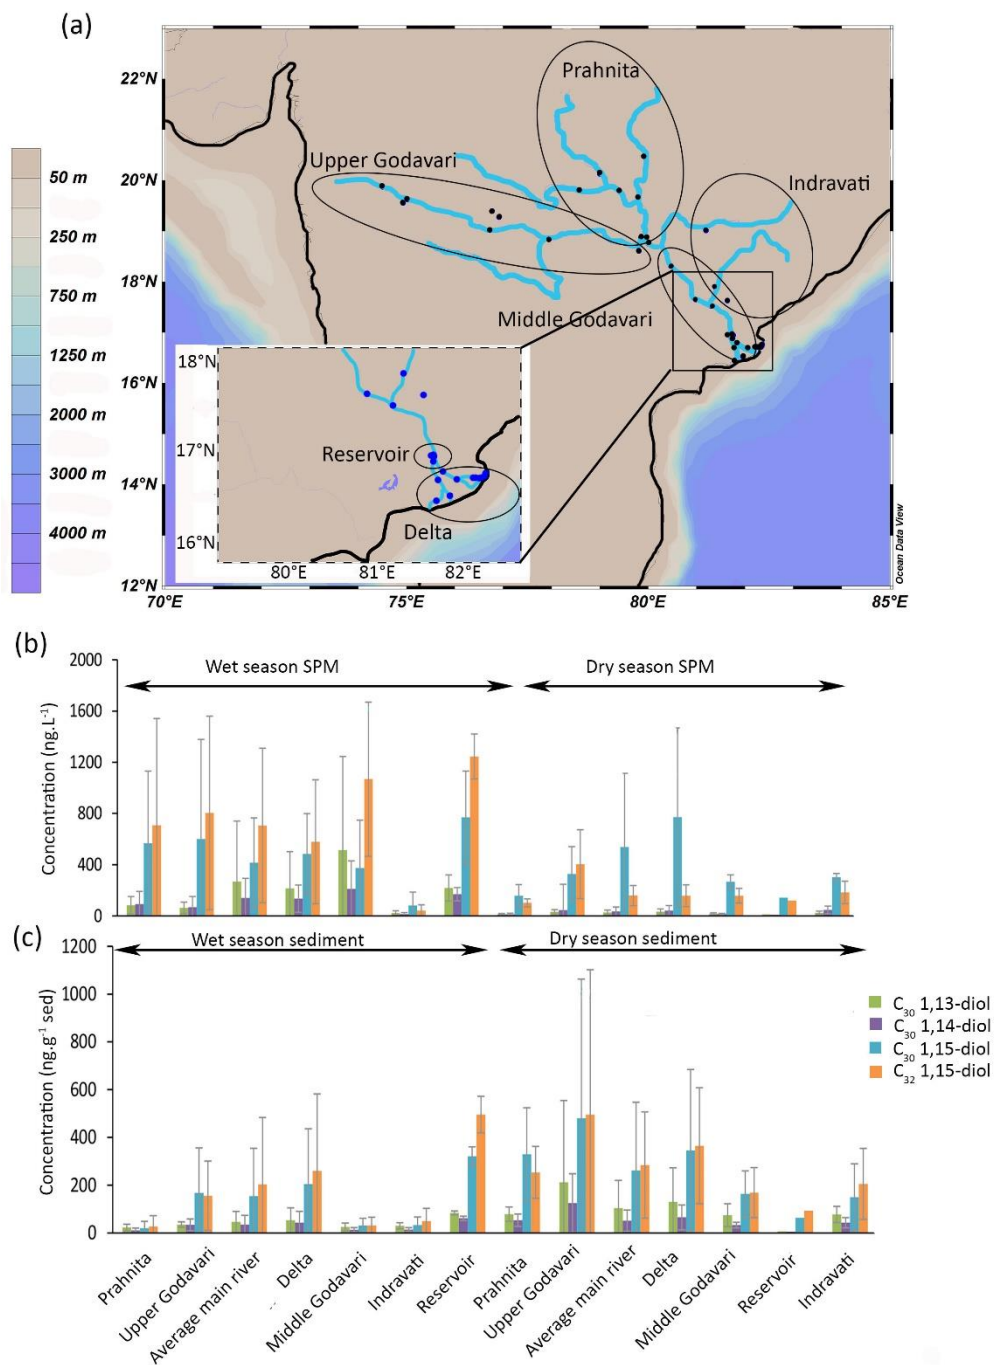 (a)
22°N
20°N
18°N
16°N
14°N
12°N
70°E
75°E
80°E
85°E
50 m
250 m
750 m
1250 m
2000 m
3000 m
4000 m
Prahnita
Upper Godavari
Indravati
Middle Godavari
18°N
17°N
16°N
80°E
81°E
82°E
Reservoir
Delta
Ocean Data View
(b)
Wet season SPM
Dry season SPM
Concentration (ng.L⁻¹)
2000
1600
1200
800
400
0
(c)
Wet season sediment
Dry season sediment
Concentration (ng.g⁻¹ sed)
1200
1000
800
600
400
200
0
C₃₀ 1,13-diol
C₃₀ 1,14-diol
C₃₀ 1,15-diol
C₃₂ 1,15-diol
Prahnita
Upper Godavari
Average main river
Delta
Middle Godavari
Indravati
Reservoir
Prahnita
Upper Godavari
Average main river
Delta
Middle Godavari
Reservoir
Indravati